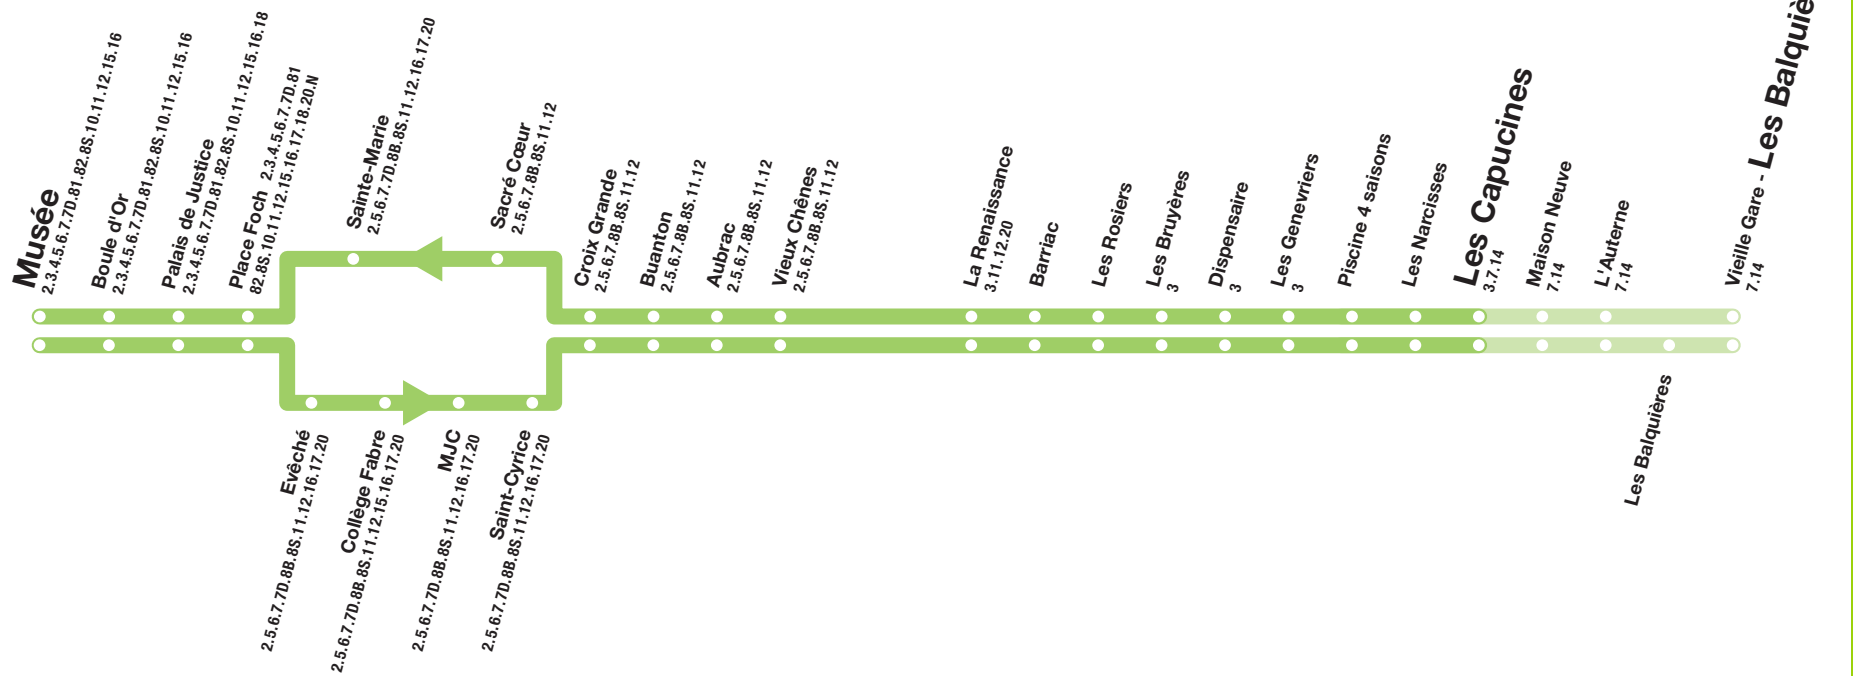 Musée
2.3.4.5.6.7.7D.81.82.8S.10.11.12.15.16
Boule d'Or
2.3.4.5.6.7.7D.81.82.8S.10.11.12.15.16
Palais de Justice
2.3.4.5.6.7.7D.81.82.8S.10.11.12.15.16.18
Place Foch 2.3.4.5.6.7.7D.81
82.8S.10.11.12.15.16.17.18.20.N
Sainte-Marie
2.5.6.7.7D.8B.8S.11.12.16.17.20
Sacré Cœur
2.5.6.7.8B.8S.11.12
Croix Grande
2.5.6.7.8B.8S.11.12
Buanton
2.5.6.7.8B.8S.11.12
Aubrac
2.5.6.7.8B.8S.11.12
Vieux Chênes
2.5.6.7.8B.8S.11.12
La Renaissance
3.11.12.20
Barriac
Les Rosiers
Les Bruyères
3
Dispensaire
3
Les Genevriers
3
Piscine 4 saisons
Les Narcisses
Les Capucines
3.7.14
Maison Neuve
7.14
L'Auterne
7.14
Vieille Gare - Les Balquiè
7.14
Evêché
2.5.6.7.7D.8B.8S.11.12.16.17.20
Collège Fabre
2.5.6.7.7D.8B.8S.11.12.15.16.17.20
MJC
2.5.6.7.7D.8B.8S.11.12.16.17.20
Saint-Cyrice
2.5.6.7.7D.8B.8S.11.12.16.17.20
Les Balquières